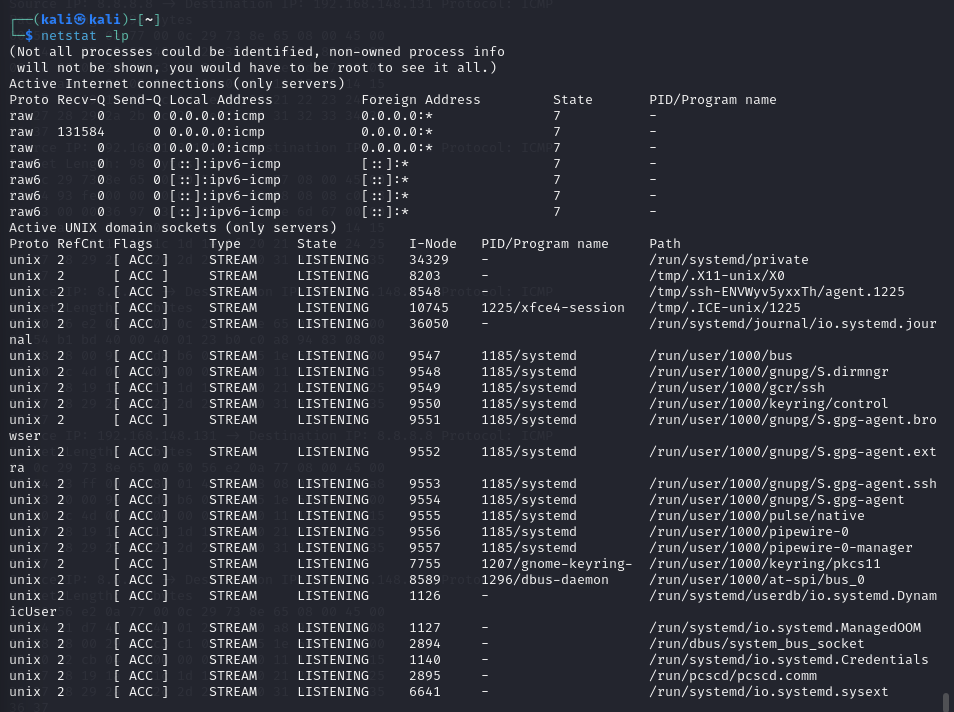 ┌──(kali㉿kali)-[~]
└─$ netstat -lp
(Not all processes could be identified, non-owned process info
 will not be shown, you would have to be root to see it all.)
Active Internet connections (only servers)
Proto Recv-Q Send-Q Local Address           Foreign Address         State       PID/Program name
raw        0      0 0.0.0.0:icmp            0.0.0.0:*               7           -
raw   131584      0 0.0.0.0:icmp            0.0.0.0:*               7           -
raw        0      0 0.0.0.0:icmp            0.0.0.0:*               7           -
raw6       0      0 [::]:ipv6-icmp          [::]:*                  7           -
raw6       0      0 [::]:ipv6-icmp          [::]:*                  7           -
raw6       0      0 [::]:ipv6-icmp          [::]:*                  7           -
raw6       0      0 [::]:ipv6-icmp          [::]:*                  7           -
Active UNIX domain sockets (only servers)
Proto RefCnt Flags       Type       State         I-Node   PID/Program name     Path
unix  2      [ ACC ]     STREAM     LISTENING     34329    -                    /run/systemd/private
unix  2      [ ACC ]     STREAM     LISTENING     8203     -                    /tmp/.X11-unix/X0
unix  2      [ ACC ]     STREAM     LISTENING     8548     -                    /tmp/ssh-ENVWyv5yxxTh/agent.1225
unix  2      [ ACC ]     STREAM     LISTENING     10745    1225/xfce4-session   /tmp/.ICE-unix/1225
unix  2      [ ACC ]     STREAM     LISTENING     36050    -                    /run/systemd/journal/io.systemd.jour
nal
unix  2      [ ACC ]     STREAM     LISTENING     9547     1185/systemd         /run/user/1000/bus
unix  2      [ ACC ]     STREAM     LISTENING     9548     1185/systemd         /run/user/1000/gnupg/S.dirmngr
unix  2      [ ACC ]     STREAM     LISTENING     9549     1185/systemd         /run/user/1000/gcr/ssh
unix  2      [ ACC ]     STREAM     LISTENING     9550     1185/systemd         /run/user/1000/keyring/control
unix  2      [ ACC ]     STREAM     LISTENING     9551     1185/systemd         /run/user/1000/gnupg/S.gpg-agent.bro
wser
unix  2      [ ACC ]     STREAM     LISTENING     9552     1185/systemd         /run/user/1000/gnupg/S.gpg-agent.ext
ra
unix  2      [ ACC ]     STREAM     LISTENING     9553     1185/systemd         /run/user/1000/gnupg/S.gpg-agent.ssh
unix  2      [ ACC ]     STREAM     LISTENING     9554     1185/systemd         /run/user/1000/gnupg/S.gpg-agent
unix  2      [ ACC ]     STREAM     LISTENING     9555     1185/systemd         /run/user/1000/pulse/native
unix  2      [ ACC ]     STREAM     LISTENING     9556     1185/systemd         /run/user/1000/pipewire-0
unix  2      [ ACC ]     STREAM     LISTENING     9557     1185/systemd         /run/user/1000/pipewire-0-manager
unix  2      [ ACC ]     STREAM     LISTENING     7755     1207/gnome-keyring-  /run/user/1000/keyring/pkcs11
unix  2      [ ACC ]     STREAM     LISTENING     8589     1296/dbus-daemon     /run/user/1000/at-spi/bus_0
unix  2      [ ACC ]     STREAM     LISTENING     1126     -                    /run/systemd/userdb/io.systemd.Dynam
icUser
unix  2      [ ACC ]     STREAM     LISTENING     1127     -                    /run/systemd/io.systemd.ManagedOOM
unix  2      [ ACC ]     STREAM     LISTENING     2894     -                    /run/dbus/system_bus_socket
unix  2      [ ACC ]     STREAM     LISTENING     1140     -                    /run/systemd/io.systemd.Credentials
unix  2      [ ACC ]     STREAM     LISTENING     2895     -                    /run/pcscd/pcscd.comm
unix  2      [ ACC ]     STREAM     LISTENING     6641     -                    /run/systemd/io.systemd.sysext